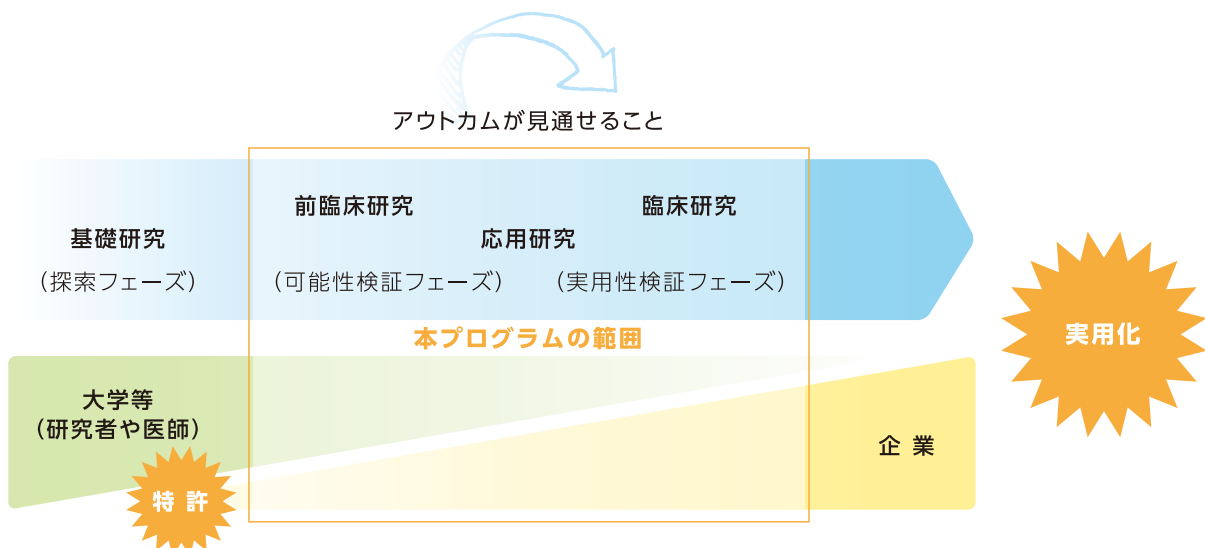 アウトカムが見通せること
前臨床研究
臨床研究
基礎研究
応用研究
（探索フェーズ）
（可能性検証フェーズ）
（実用性検証フェーズ）
本プログラムの範囲
実用化
大学等
（研究者や医師）
企 業
特 許